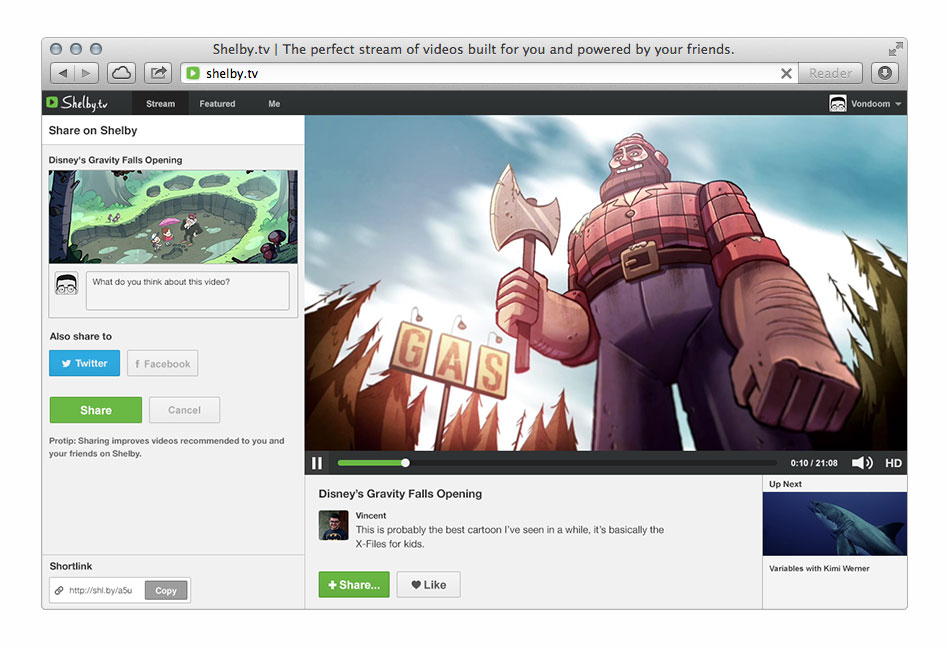 Shelby.tv | The perfect stream of videos built for you and powered by your friends.
shelby.tv
Reader
Shelby.tv
Stream
Featured
Me
Vondoom
Share on Shelby
Disney's Gravity Falls Opening
What do you think about this video?
Also share to
Twitter
f Facebook
Share
Cancel
Protip: Sharing improves videos recommended to you and
your friends on Shelby.
Shortlink
http://shl.by/a5u
Copy
GAS
0:10 / 21:08
HD
Disney's Gravity Falls Opening
Vincent
This is probably the best cartoon I've seen in a while, it's basically the
X-Files for kids.
+ Share...
Like
Up Next
Variables with Kimi Werner